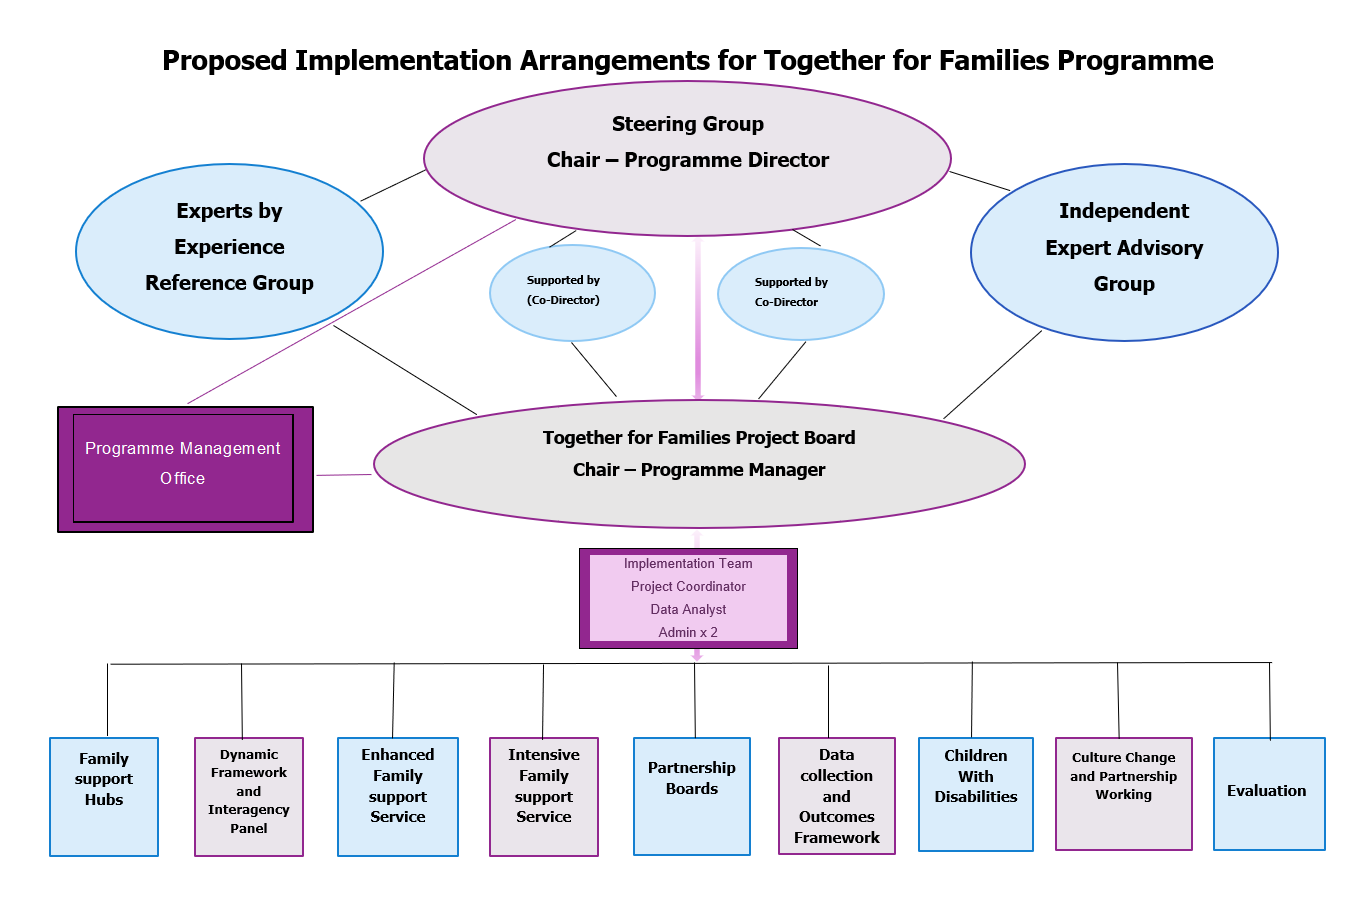 Proposed Implementation Arrangements for Together for Families Programme
Steering Group
Chair – Programme Director
Experts by
Experience
Reference Group
Independent
Expert Advisory
Group
Supported by
(Co-Director)
Supported by
Co-Director
Programme Management
Office
Together for Families Project Board
Chair – Programme Manager
Implementation Team
Project Coordinator
Data Analyst
Admin x 2
Family
support
Hubs
Dynamic
Framework
and
Interagency
Panel
Enhanced
Family
support
Service
Intensive
Family
support
Service
Partnership
Boards
Data
collection
and
Outcomes
Framework
Children
With
Disabilities
Culture Change
and Partnership
Working
Evaluation